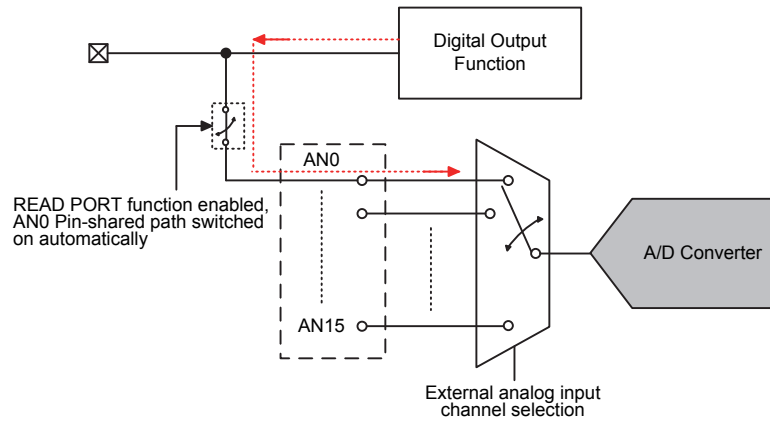 Digital Output
Function
READ PORT function enabled,
AN0 Pin-shared path switched
on automatically
AN0
AN15
A/D Converter
External analog input
channel selection